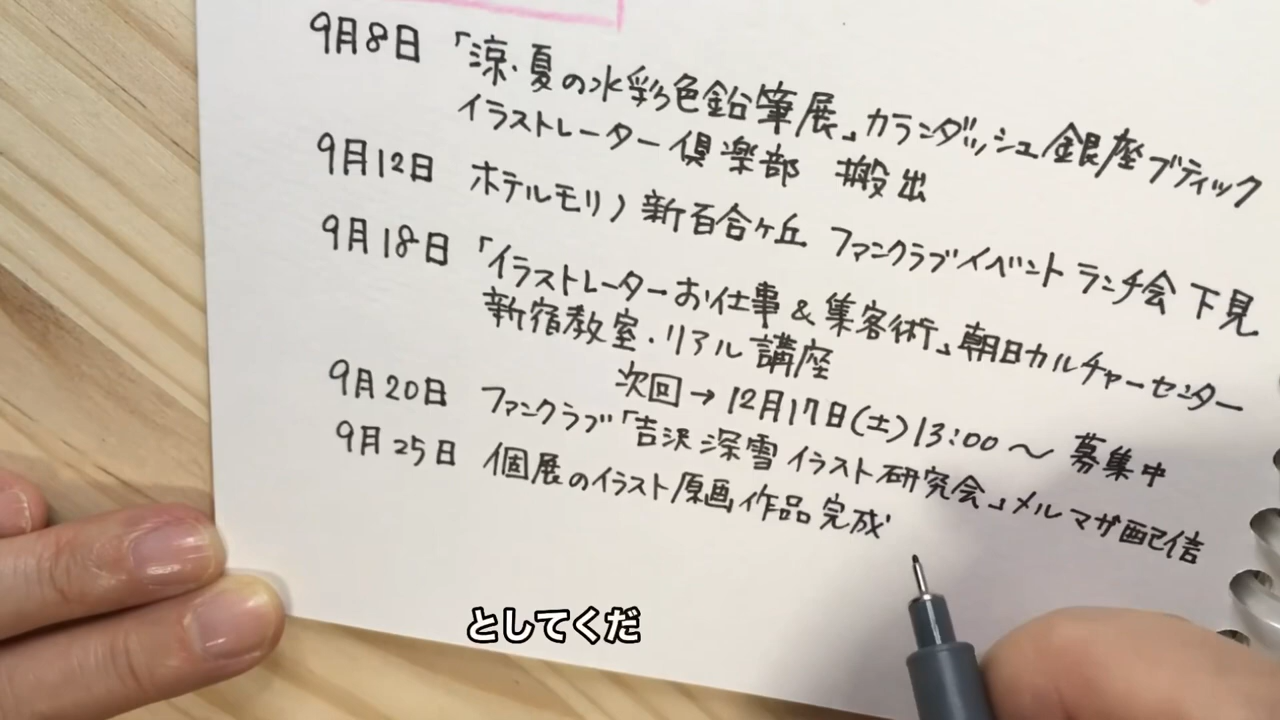 9月8日 「涼・夏の水彩色鉛筆展」カランダッシュ銀座ブティック
イラストレーター倶楽部 搬出
9月12日 ホテルモリノ新百合ヶ丘 ファンクラブイベント ランチ会 下見
9月18日 「イラストレーターお仕事&集客術」朝日カルチャーセンター
新宿教室・リアル講座
次回→12月17日(土)13:00〜 募集中
9月20日 ファンクラブ「吉沢深雪イラスト研究会」メルマガ配信
9月25日 個展のイラスト原画作品完成
としてくだ